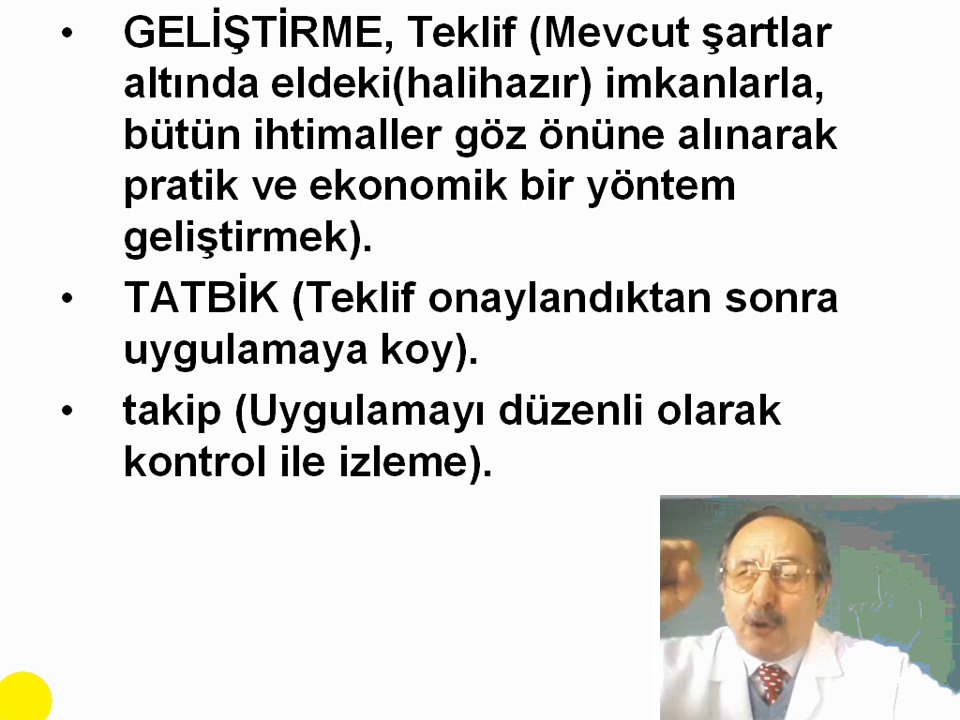 • GELİŞTİRME, Teklif (Mevcut şartlar
altında eldeki(halihazır) imkanlarla,
bütün ihtimaller göz önüne alınarak
pratik ve ekonomik bir yöntem
geliştirmek).
• TATBİK (Teklif onaylandıktan sonra
uygulamaya koy).
• takip (Uygulamayı düzenli olarak
kontrol ile izleme).